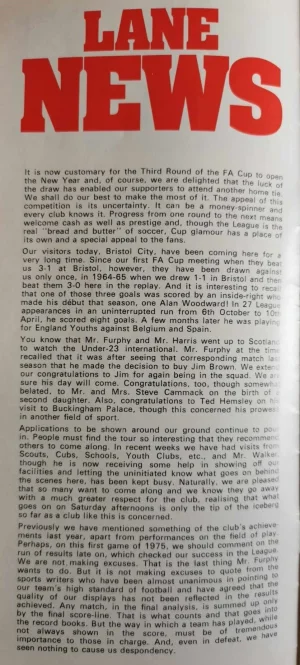 LANE
NEWS
It is now customary for the Third Round of the FA Cup to open
the New Year and, of course, we are delighted that the luck of
the draw has enabled our supporters to attend another home tie.
We shall do our best to make the most of it. The appeal of this
competition is its uncertainty. It can be a money-spinner and
every club knows it. Progress from one round to the next means
welcome cash as well as prestige and, though the League is the
real "bread and butter" of soccer, Cup glamour has a place of
its own and a special appeal to the fans.
Our visitors today, Bristol City, have been coming here for a
very long time. Since our first FA Cup meeting when they beat
us 3-1 at Bristol, however, they have been drawn against
us only once, in 1964-65 when we drew 1-1 in Bristol and then
beat them 3-0 here in the replay. And it is interesting to recall
that one of those three goals was scored by an inside-right who
made his début that season, one Alan Woodward! In 27 League
appearances in an uninterrupted run from 6th October to 10th
April, he scored eight goals. A few months later he was playing
for England Youths against Belgium and Spain.
You know that Mr. Furphy and Mr. Harris went up to Scotland
to watch the Under-23 international. Mr. Furphy at the time
recalled that it was after seeing that corresponding match last
season that he made the decision to buy Jim Brown. We extend
our congratulations to Jim for again being in the squad. We are
sure his day will come. Congratulations, too, though somewhat
belated, to Mr. and Mrs. Steve Cammack on the birth of a
second daughter. Also, congratulations to Ted Hemsley on his
visit to Buckingham Palace, though this concerned his prowess
in another field of sport.
Applications to be shown around our ground continue to pour
in. People must find the tour so interesting that they recommend
others to come along. In recent weeks we have had visits from
Scouts, Cubs, Schools, Youth Clubs, etc., and Mr. Walker,
though he is now receiving some help in showing off our
facilities and letting the uninitiated know what goes on behind
the scenes here, has been kept busy. Naturally, we are pleased
that so many want to come along and we know they go away
with a much greater respect for the club, realising that what
goes on on Saturday afternoons is only the tip of the iceberg
so far as a club like this is concerned.
Previously we have mentioned something of the club's achieve-
ments last year, apart from performances on the field of play.
Perhaps, on this first game of 1975, we should comment on the
run of results late on, which checked our success in the League.
We are not making excuses. That is the last thing Mr. Furphy
wants to do. But it is not making excuses to quote from the
sports writers who have been almost unanimous in pointing to
our team's high standard of football and have agreed that the
quality of our displays has not been reflected in the results
achieved. Any match, in the final analysis, is summed up only
by the final score-line. That is what counts and that goes into
the record books. But the way in which a team has played, while
not always shown in the score, must be of tremendous
importance to those in charge. And, even in defeat, we have
seen nothing to cause us despondency.